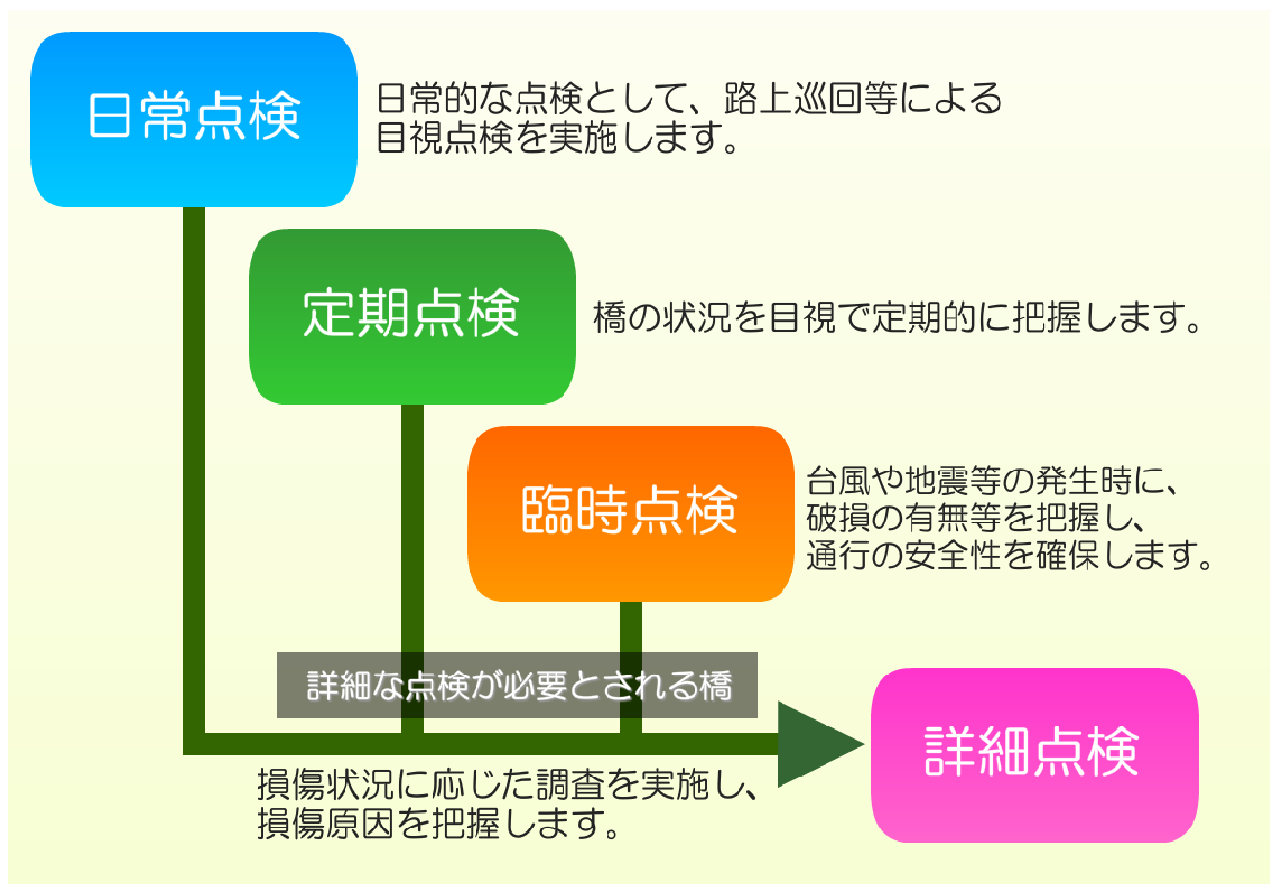 日常点検
日常的な点検として、路上巡回等による
目視点検を実施します。
定期点検
橋の状況を目視で定期的に把握します。
臨時点検
台風や地震等の発生時に、
破損の有無等を把握し、
通行の安全性を確保します。
詳細な点検が必要とされる橋
詳細点検
損傷状況に応じた調査を実施し、
損傷原因を把握します。